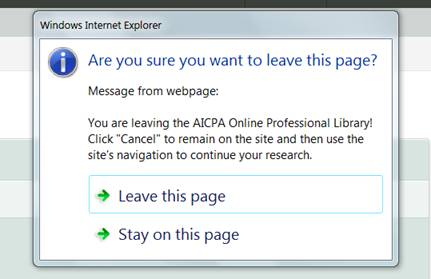 Windows Internet Explorer
Are you sure you want to leave this page?
Message from webpage:
You are leaving the AICPA Online Professional Library!
Click "Cancel" to remain on the site and then use the
site's navigation to continue your research.
Leave this page
Stay on this page